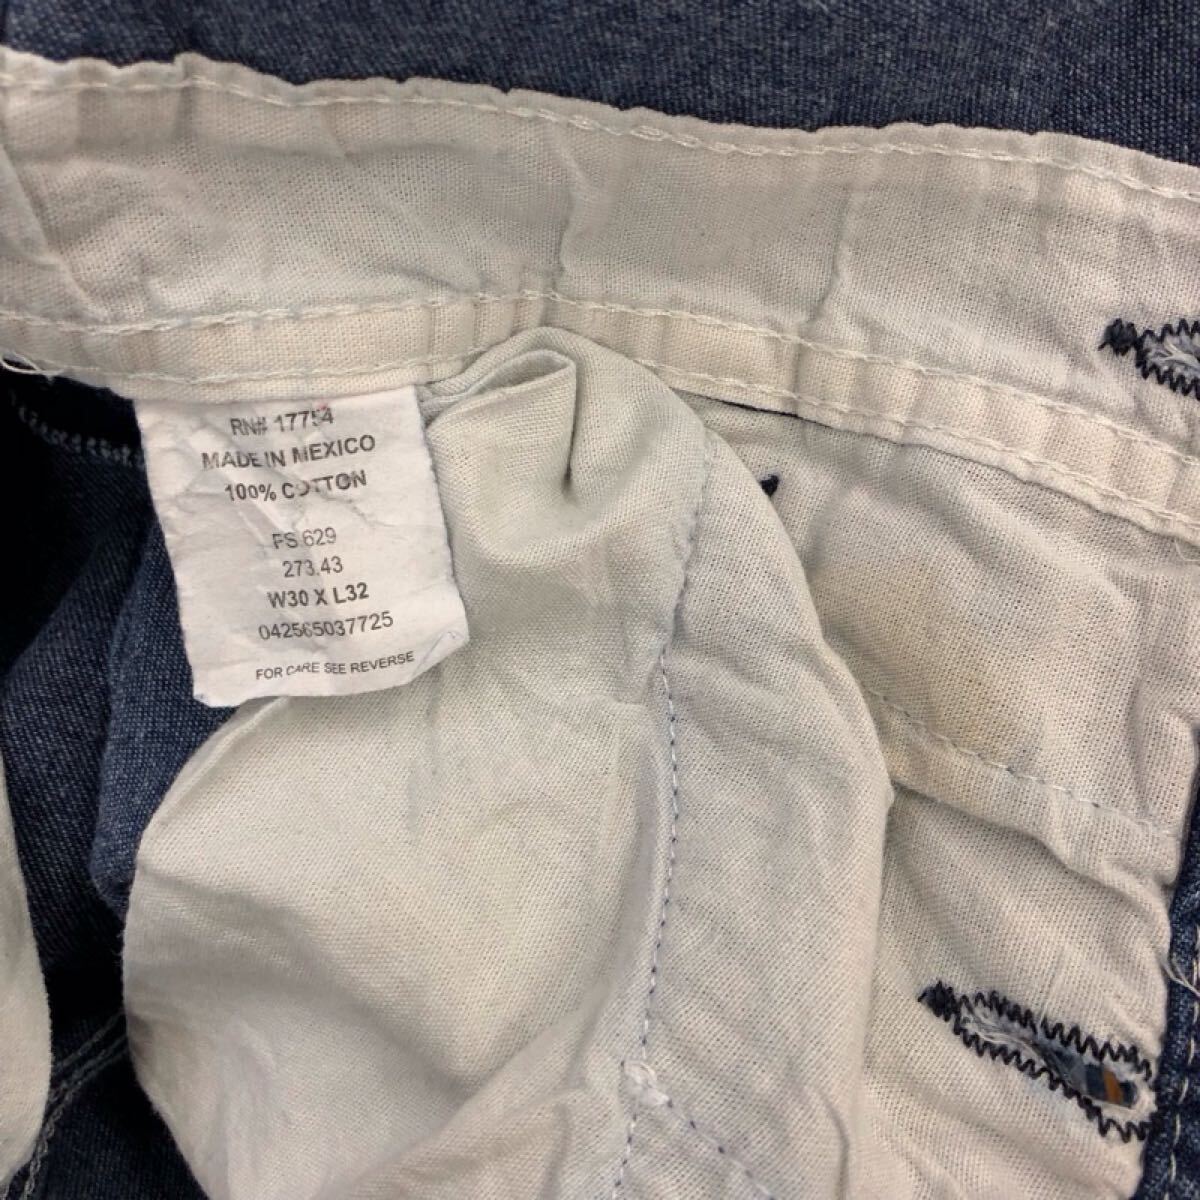 RN# 17754
MADE IN MEXICO
100% COTTON
FS 629
273.43
W30 X L32
042565037725
FOR CARE SEE REVERSE